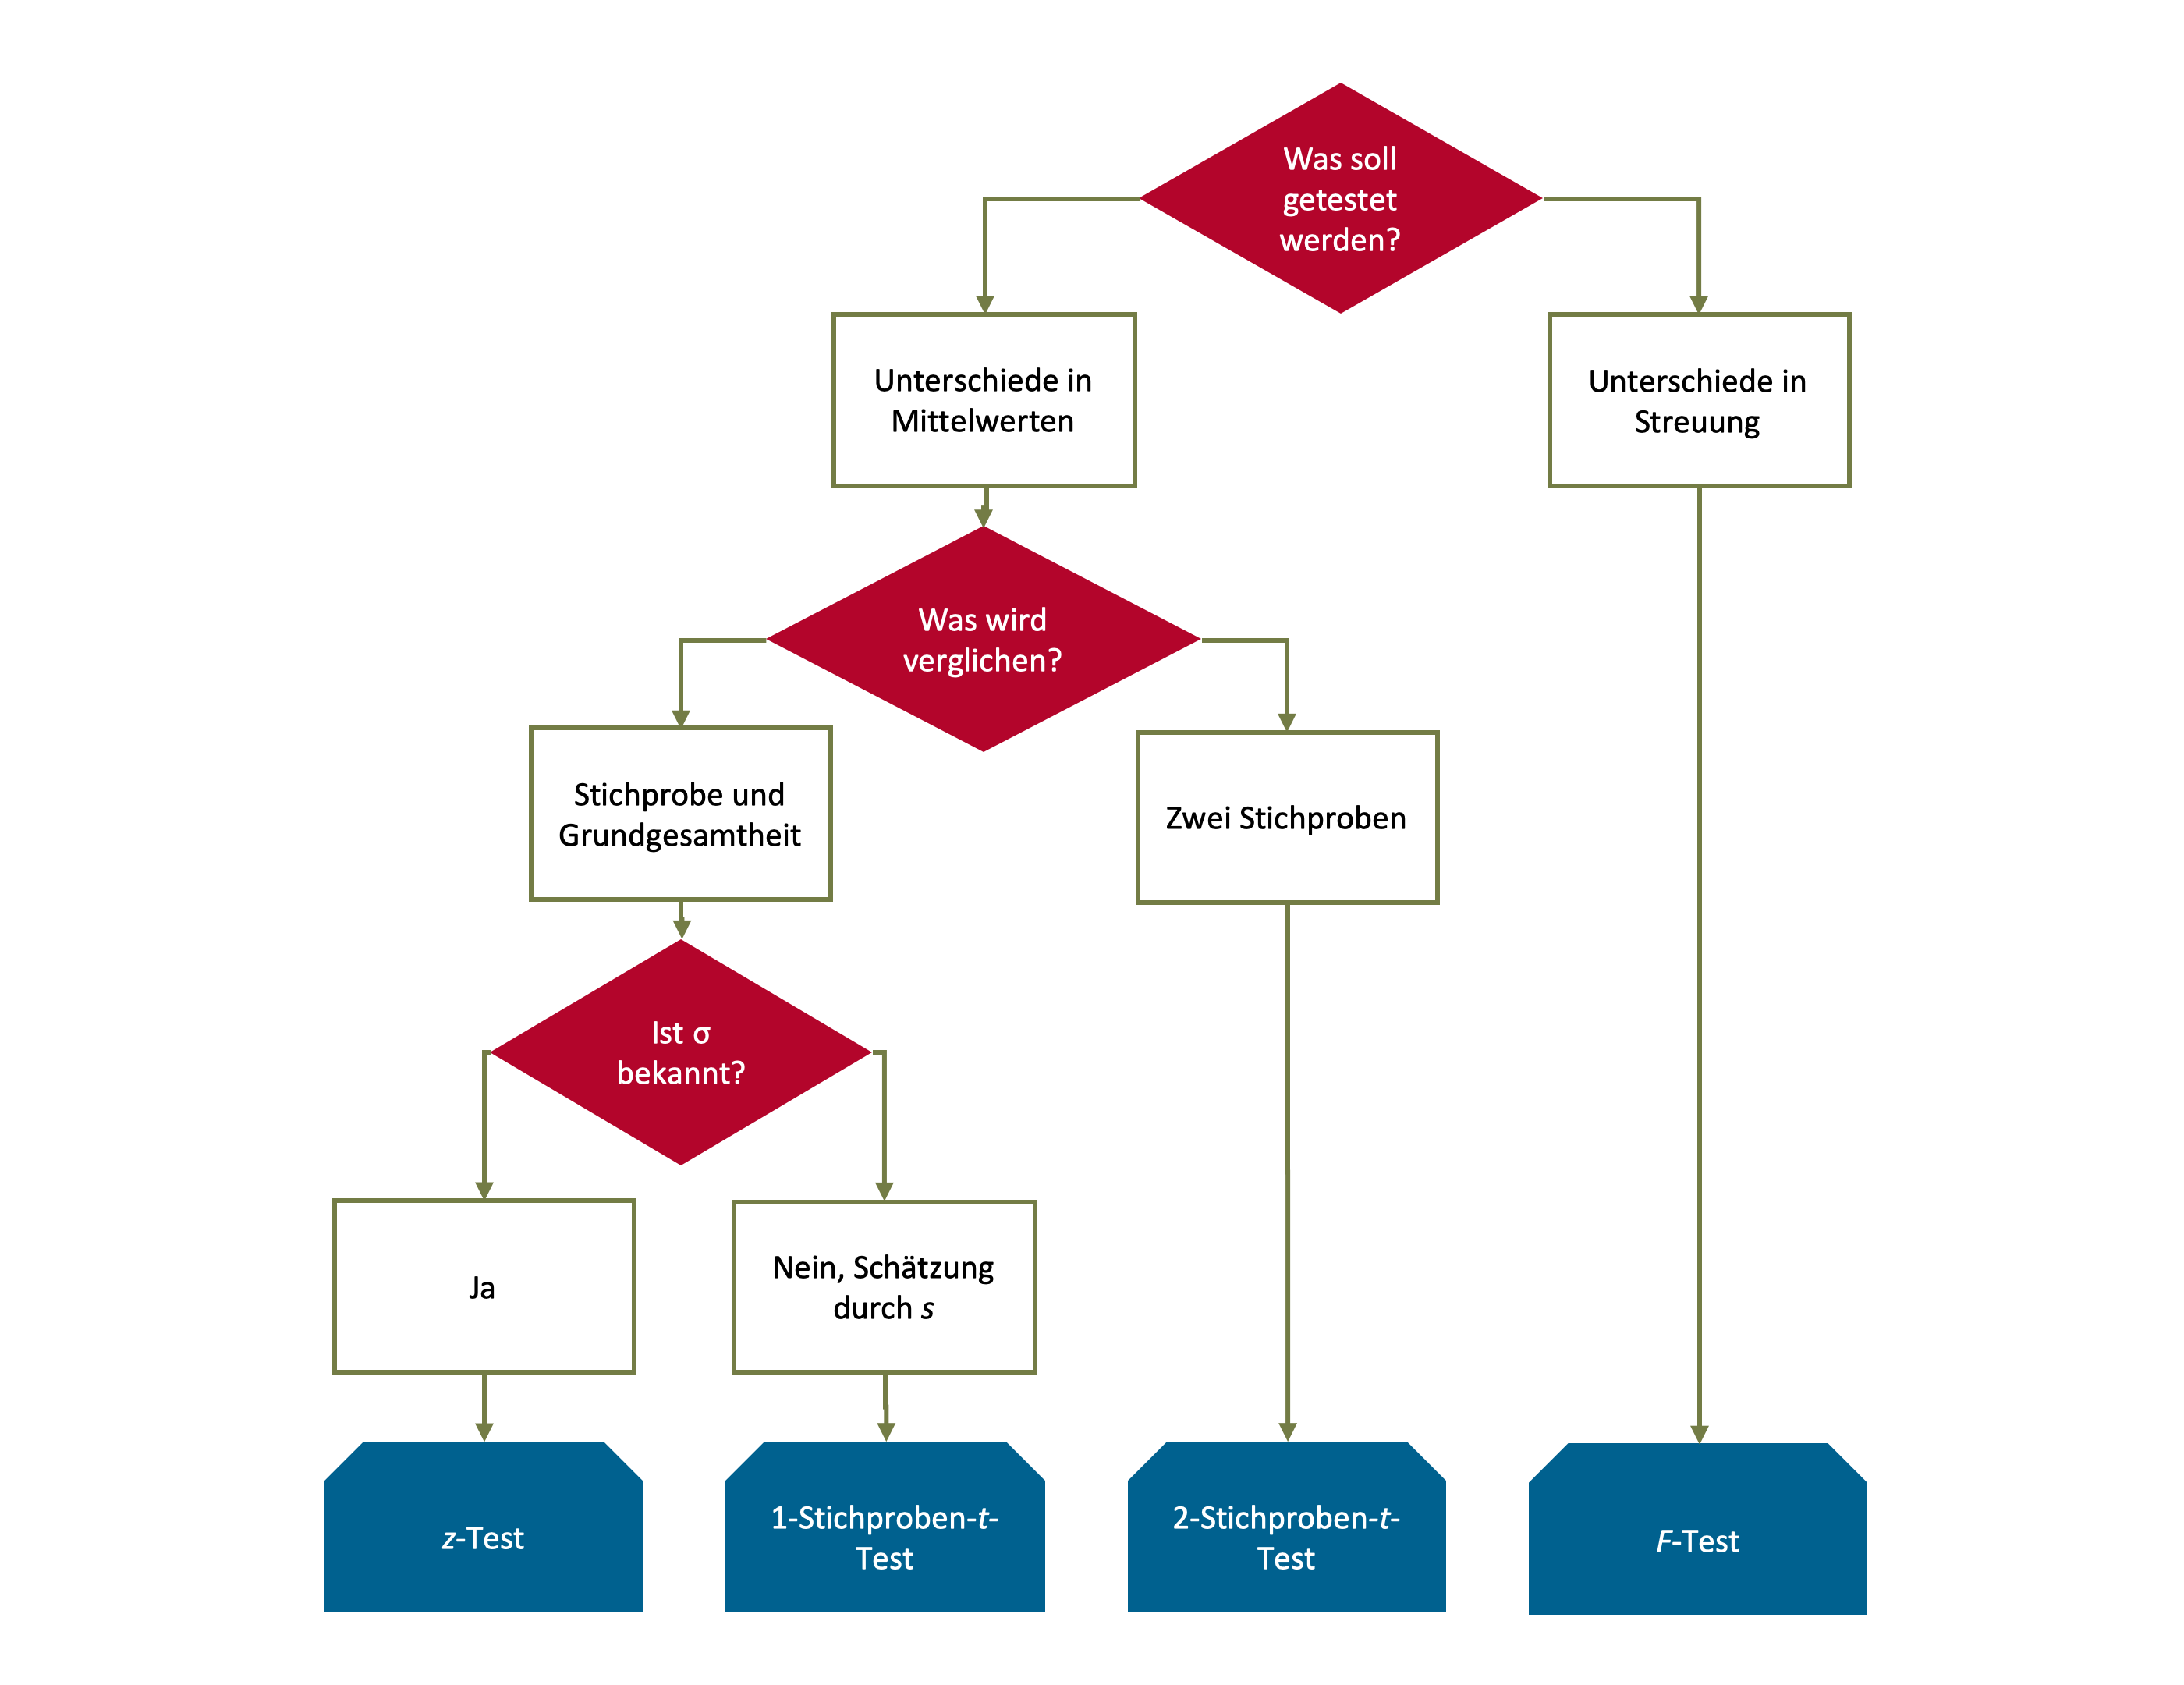 Was soll
getestet
werden?
Unterschiede in
Mittelwerten
Unterschiede in
Streuung
Was wird
verglichen?
Stichprobe und
Grundgesamtheit
Zwei Stichproben
Ist σ
bekannt?
Ja
Nein, Schätzung
durch s
z-Test
1-Stichproben-t-
Test
2-Stichproben-t-
Test
F-Test